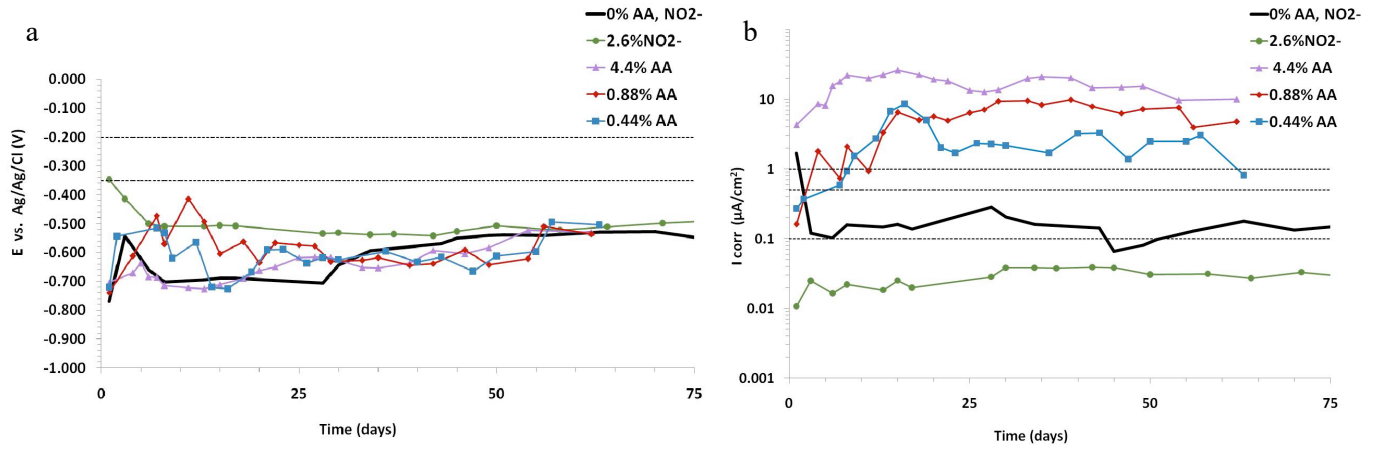 a
0% AA, NO2-
2.6%NO2-
4.4% AA
0.88% AA
0.44% AA
0.000
-0.100
-0.200
-0.300
-0.400
-0.500
-0.600
-0.700
-0.800
-0.900
-1.000
E vs. Ag/Ag/Cl (V)
0
25
50
75
Time (days)
b
0% AA, NO2-
2.6%NO2-
4.4% AA
0.88% AA
0.44% AA
10
1
0.1
0.01
0.001
I corr (µA/cm²)
0
25
50
75
Time (days)